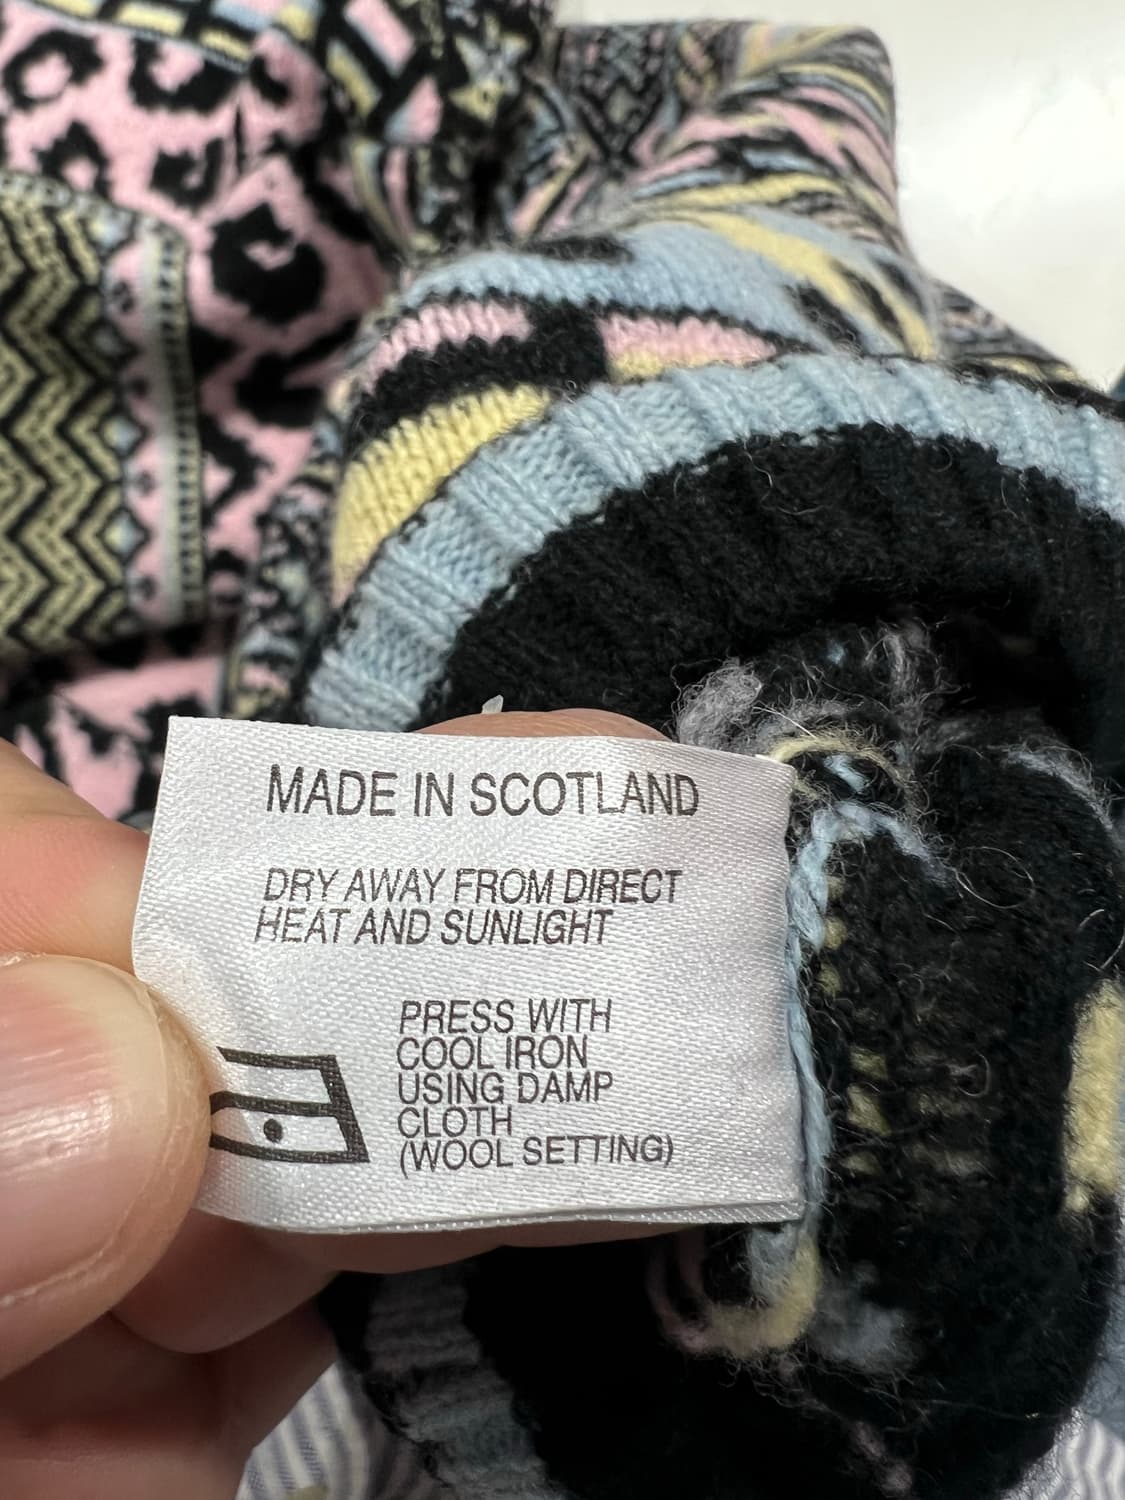 MADE IN SCOTLAND
DRY AWAY FROM DIRECT
HEAT AND SUNLIGHT
PRESS WITH
COOL IRON
USING DAMP
CLOTH
(WOOL SETTING)